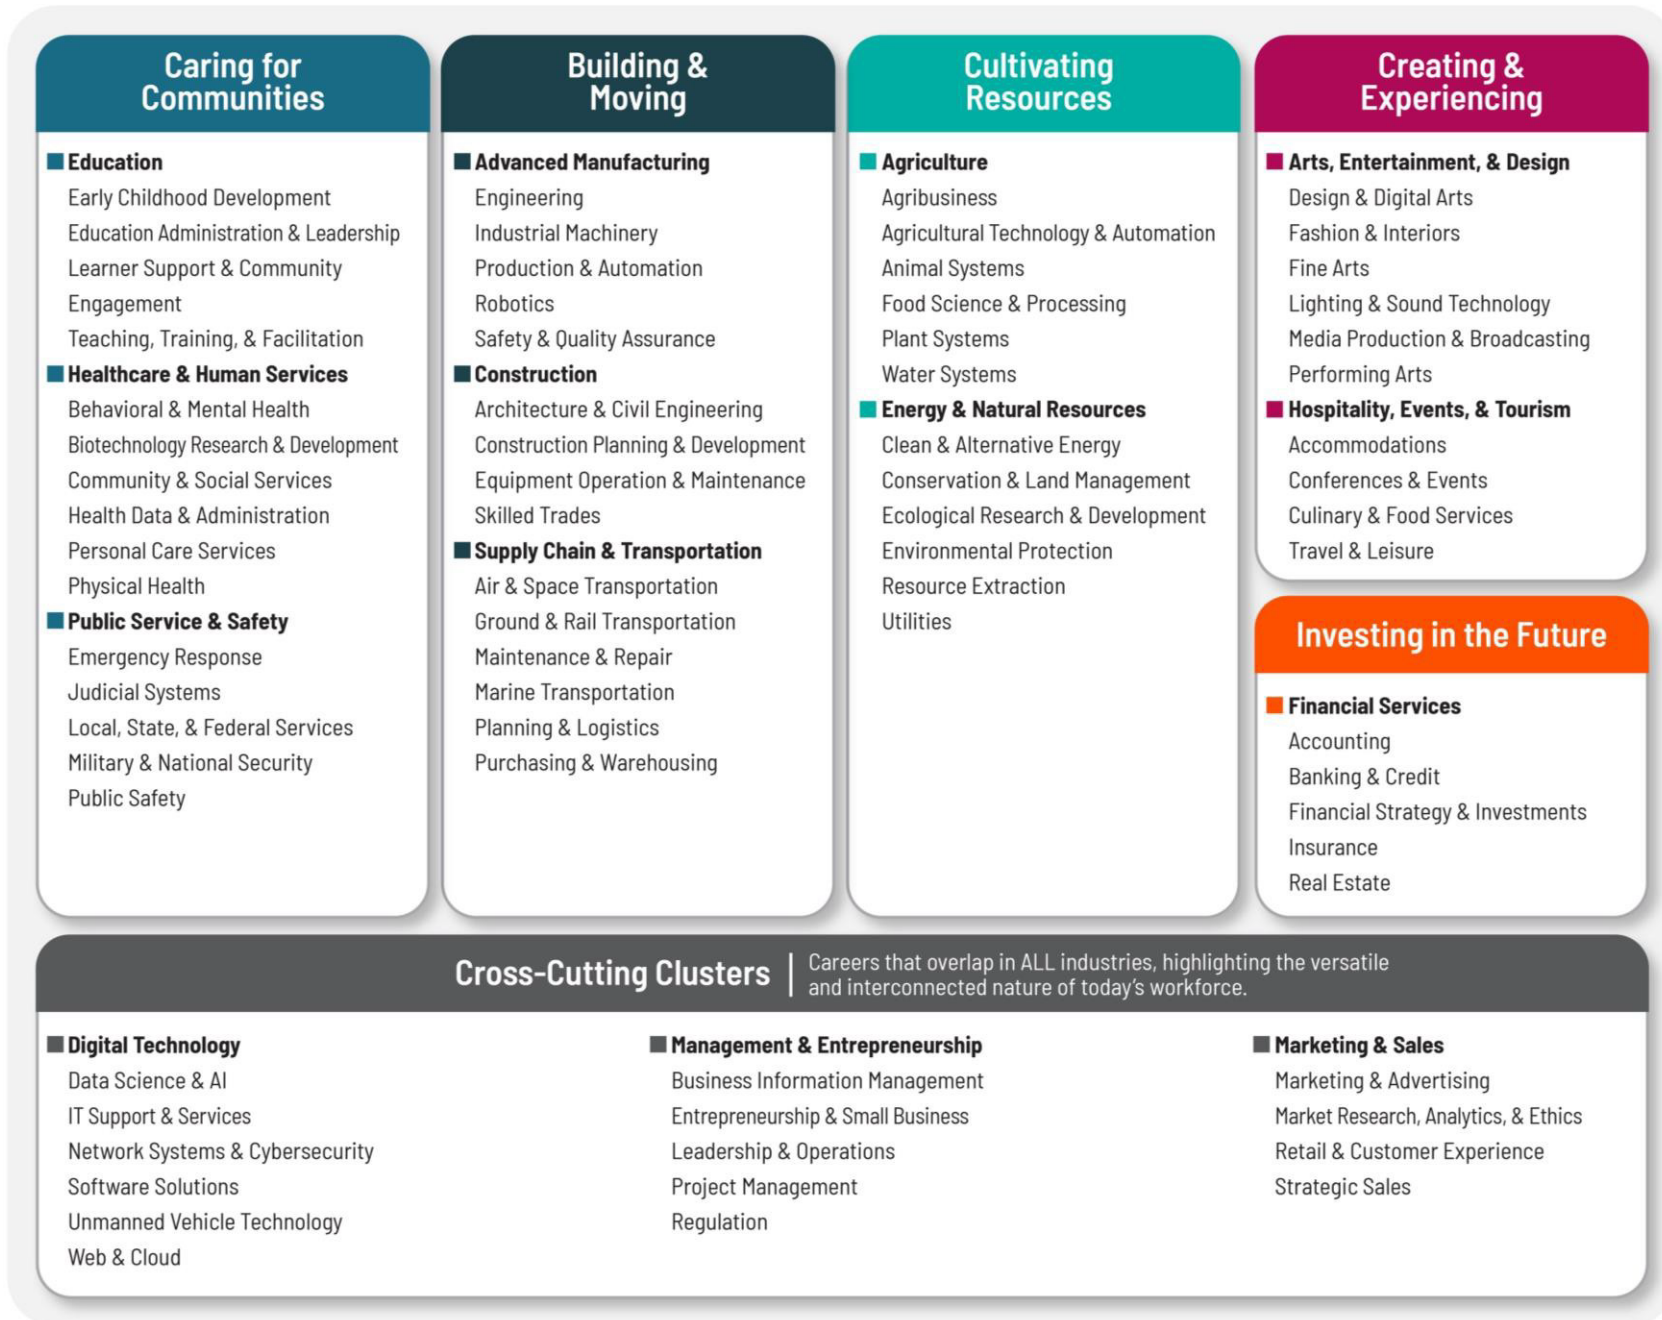 Caring for
Communities
Education
Early Childhood Development
Education Administration & Leadership
Learner Support & Community
Engagement
Teaching, Training, & Facilitation
Healthcare & Human Services
Behavioral & Mental Health
Biotechnology Research & Development
Community & Social Services
Health Data & Administration
Personal Care Services
Physical Health
Public Service & Safety
Emergency Response
Judicial Systems
Local, State, & Federal Services
Military & National Security
Public Safety
Building &
Moving
Advanced Manufacturing
Engineering
Industrial Machinery
Production & Automation
Robotics
Safety & Quality Assurance
Construction
Architecture & Civil Engineering
Construction Planning & Development
Equipment Operation & Maintenance
Skilled Trades
Supply Chain & Transportation
Air & Space Transportation
Ground & Rail Transportation
Maintenance & Repair
Marine Transportation
Planning & Logistics
Purchasing & Warehousing
Cultivating
Resources
Agriculture
Agribusiness
Agricultural Technology & Automation
Animal Systems
Food Science & Processing
Plant Systems
Water Systems
Energy & Natural Resources
Clean & Alternative Energy
Conservation & Land Management
Ecological Research & Development
Environmental Protection
Resource Extraction
Utilities
Creating &
Experiencing
Arts, Entertainment, & Design
Design & Digital Arts
Fashion & Interiors
Fine Arts
Lighting & Sound Technology
Media Production & Broadcasting
Performing Arts
Hospitality, Events, & Tourism
Accommodations
Conferences & Events
Culinary & Food Services
Travel & Leisure
Investing in the Future
Financial Services
Accounting
Banking & Credit
Financial Strategy & Investments
Insurance
Real Estate
Cross-Cutting Clusters
Careers that overlap in ALL industries, highlighting the versatile
and interconnected nature of today's workforce.
Digital Technology
Data Science & AI
IT Support & Services
Network Systems & Cybersecurity
Software Solutions
Unmanned Vehicle Technology
Web & Cloud
Management & Entrepreneurship
Business Information Management
Entrepreneurship & Small Business
Leadership & Operations
Project Management
Regulation
Marketing & Sales
Marketing & Advertising
Market Research, Analytics, & Ethics
Retail & Customer Experience
Strategic Sales